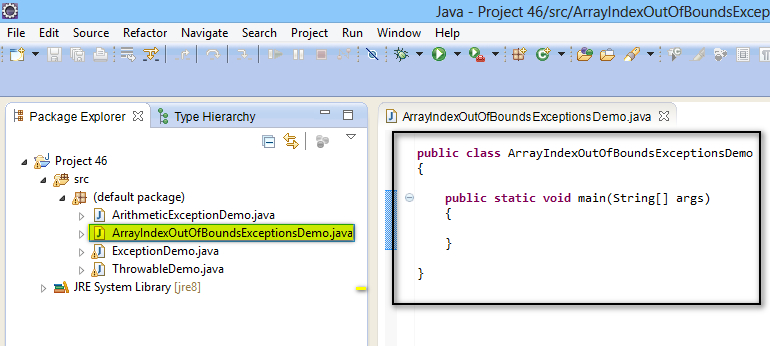 Java - Project 46/src/ArrayIndexOutOfBoundsExcep
File Edit Source Refactor Navigate Search Project Run Window Help
Package Explorer Type Hierarchy
ArrayIndexOutOfBoundsExceptionsDemo.java
Project 46
src
(default package)
ArithmeticExceptionDemo.java
ArrayIndexOutOfBoundsExceptionsDemo.java
ExceptionDemo.java
ThrowableDemo.java
JRE System Library [jre8]
public class ArrayIndexOutOfBoundsExceptionsDemo
{
public static void main(String[] args)
{
}
}